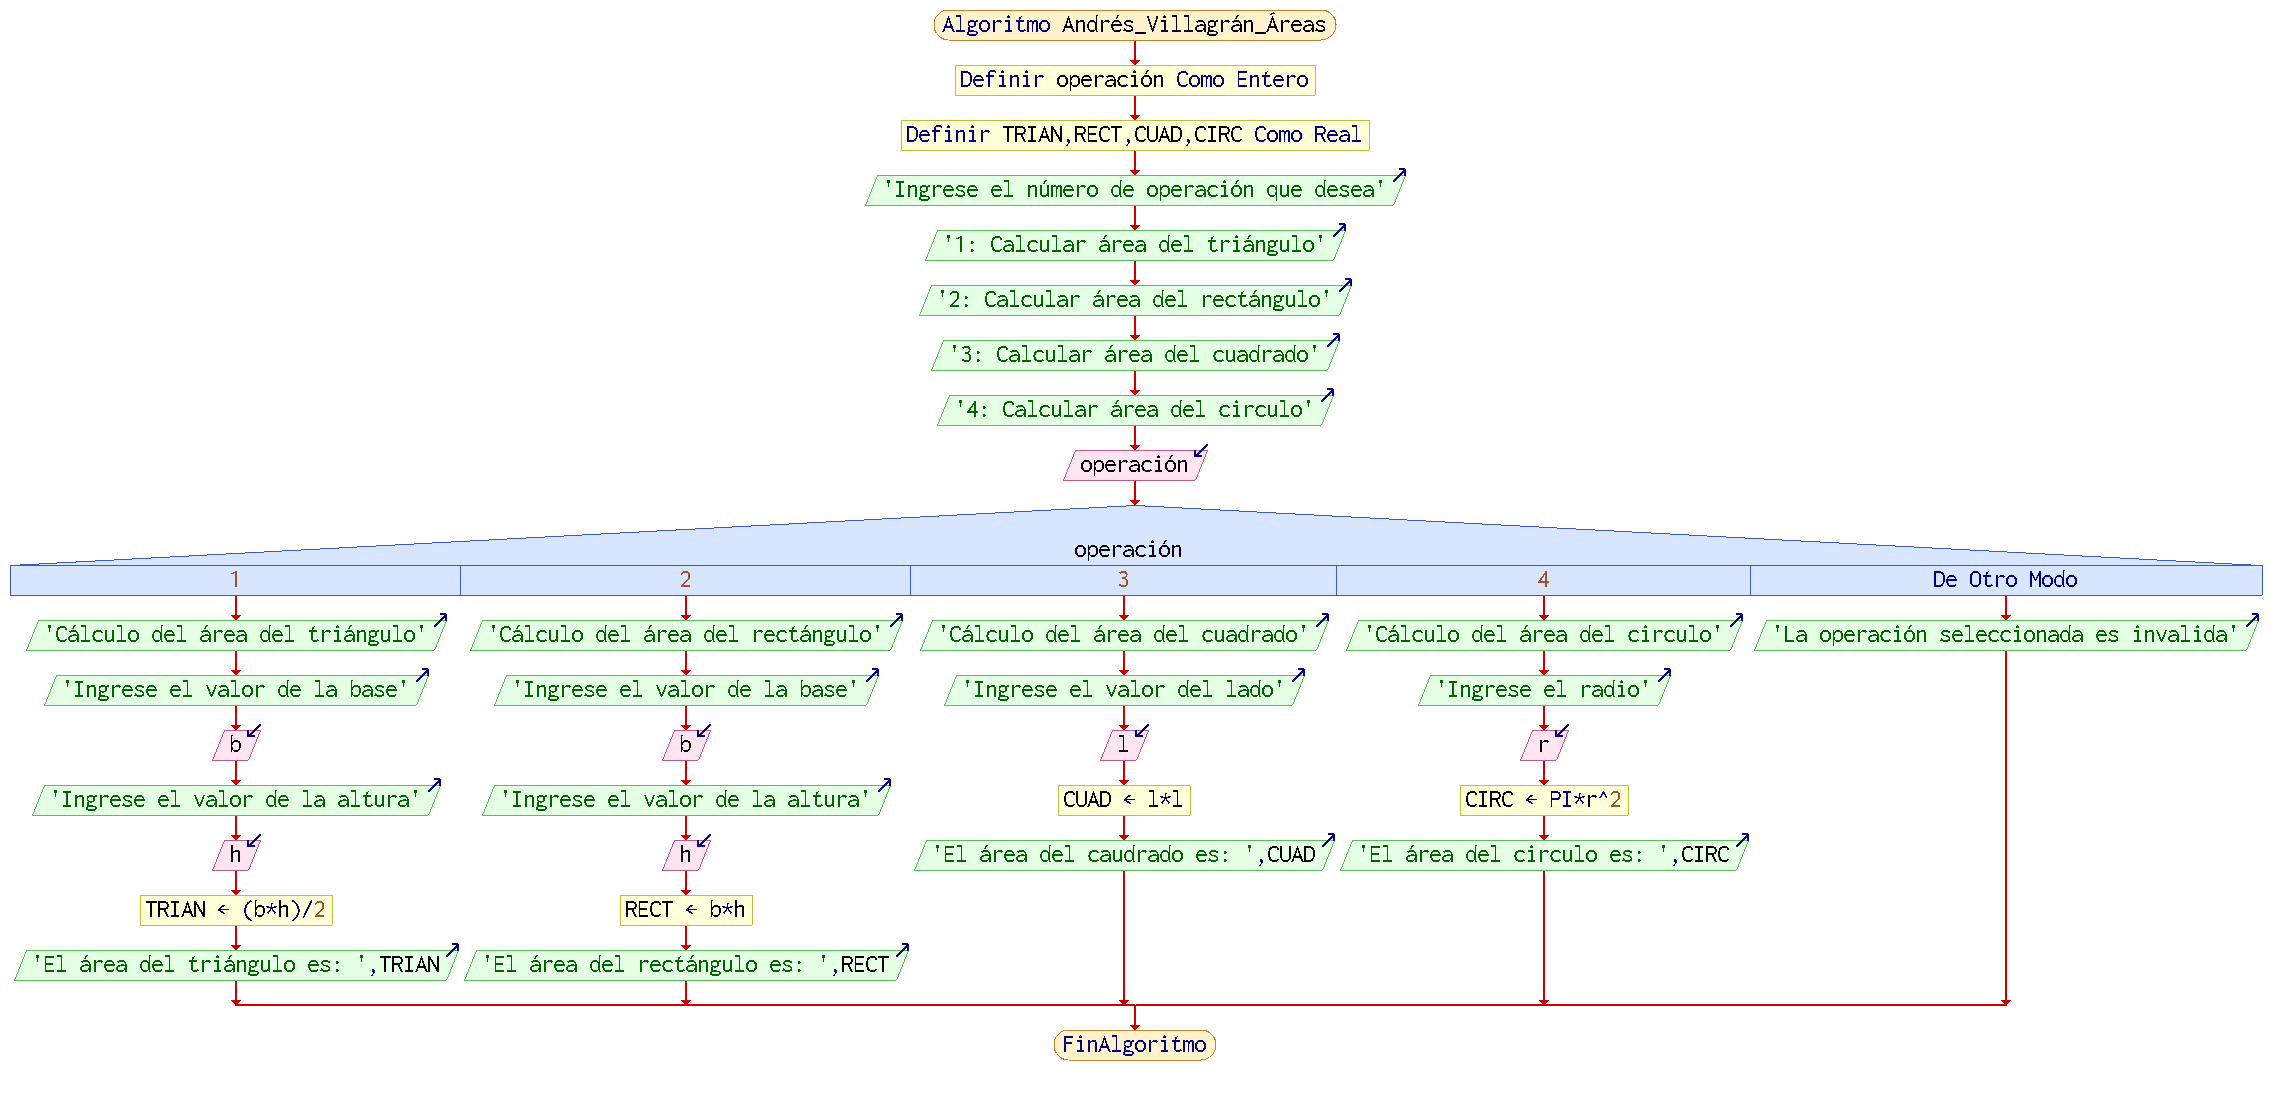 Algoritmo Andrés_Villagrán_Áreas
Definir operación Como Entero
Definir TRIAN,RECT,CUAD,CIRC Como Real
'Ingrese el número de operación que desea'
'1: Calcular área del triángulo'
'2: Calcular área del rectángulo'
'3: Calcular área del cuadrado'
'4: Calcular área del circulo'
operación
operación
1
'Cálculo del área del triángulo'
'Ingrese el valor de la base'
b
'Ingrese el valor de la altura'
h
TRIAN ← (b*h)/2
'El área del triángulo es: ',TRIAN
2
'Cálculo del área del rectángulo'
'Ingrese el valor de la base'
b
'Ingrese el valor de la altura'
h
RECT ← b*h
'El área del rectángulo es: ',RECT
3
'Cálculo del área del cuadrado'
'Ingrese el valor del lado'
l
CUAD ← l*l
'El área del caudrado es: ',CUAD
4
'Cálculo del área del circulo'
'Ingrese el radio'
r
CIRC ← PI*r^2
'El área del circulo es: ',CIRC
De Otro Modo
'La operación seleccionada es invalida'
FinAlgoritmo